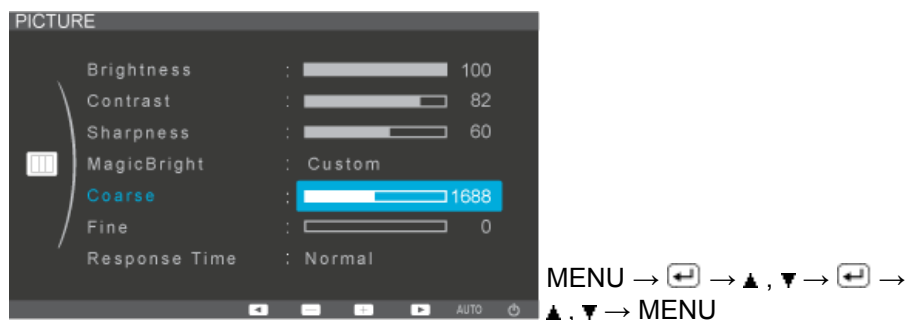 PICTURE
Brightness : 100
Contrast : 82
Sharpness : 60
MagicBright : Custom
Coarse : 1688
Fine : 0
Response Time : Normal
AUTO
MENU → → ▲ , ▼ → →
▲ , ▼ → MENU